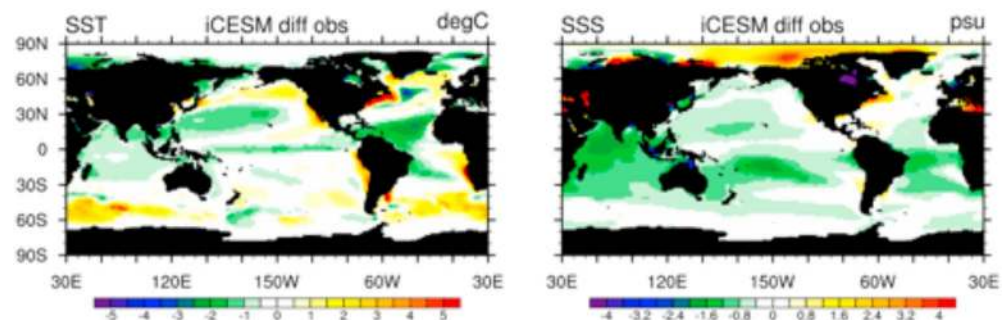 SST iCESM diff obs degC
90N
60N
30N
0
30S
60S
90S
30E 120E 150W 60W 30E
-5 -4 -3 -2 -1 0 1 2 3 4 5
SSS iCESM diff obs psu
30E 120E 150W 60W 30E
-4 -3.2 -2.4 -1.6 -0.8 0 0.8 1.6 2.4 3.2 4